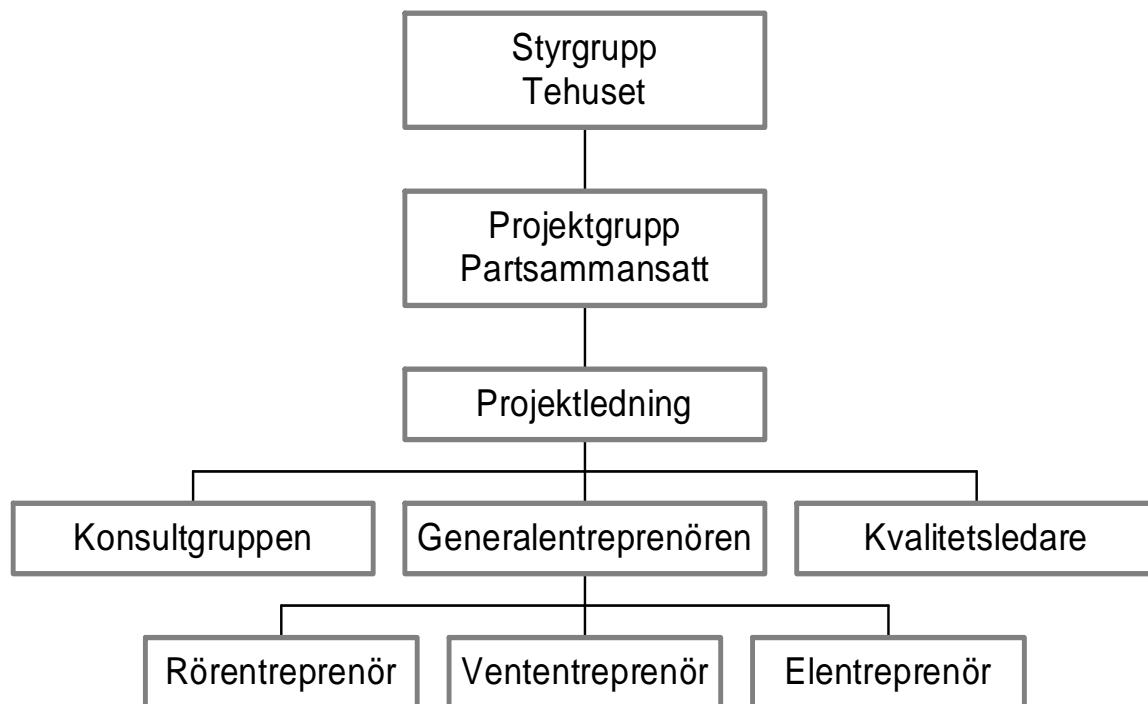 Styrgrupp
Tehuset
Projektgrupp
Partsammansatt
Projektledning
Konsultgruppen
Generalentreprenören
Kvalitetsledare
Rörentreprenör
Vententreprenör
Elentreprenör